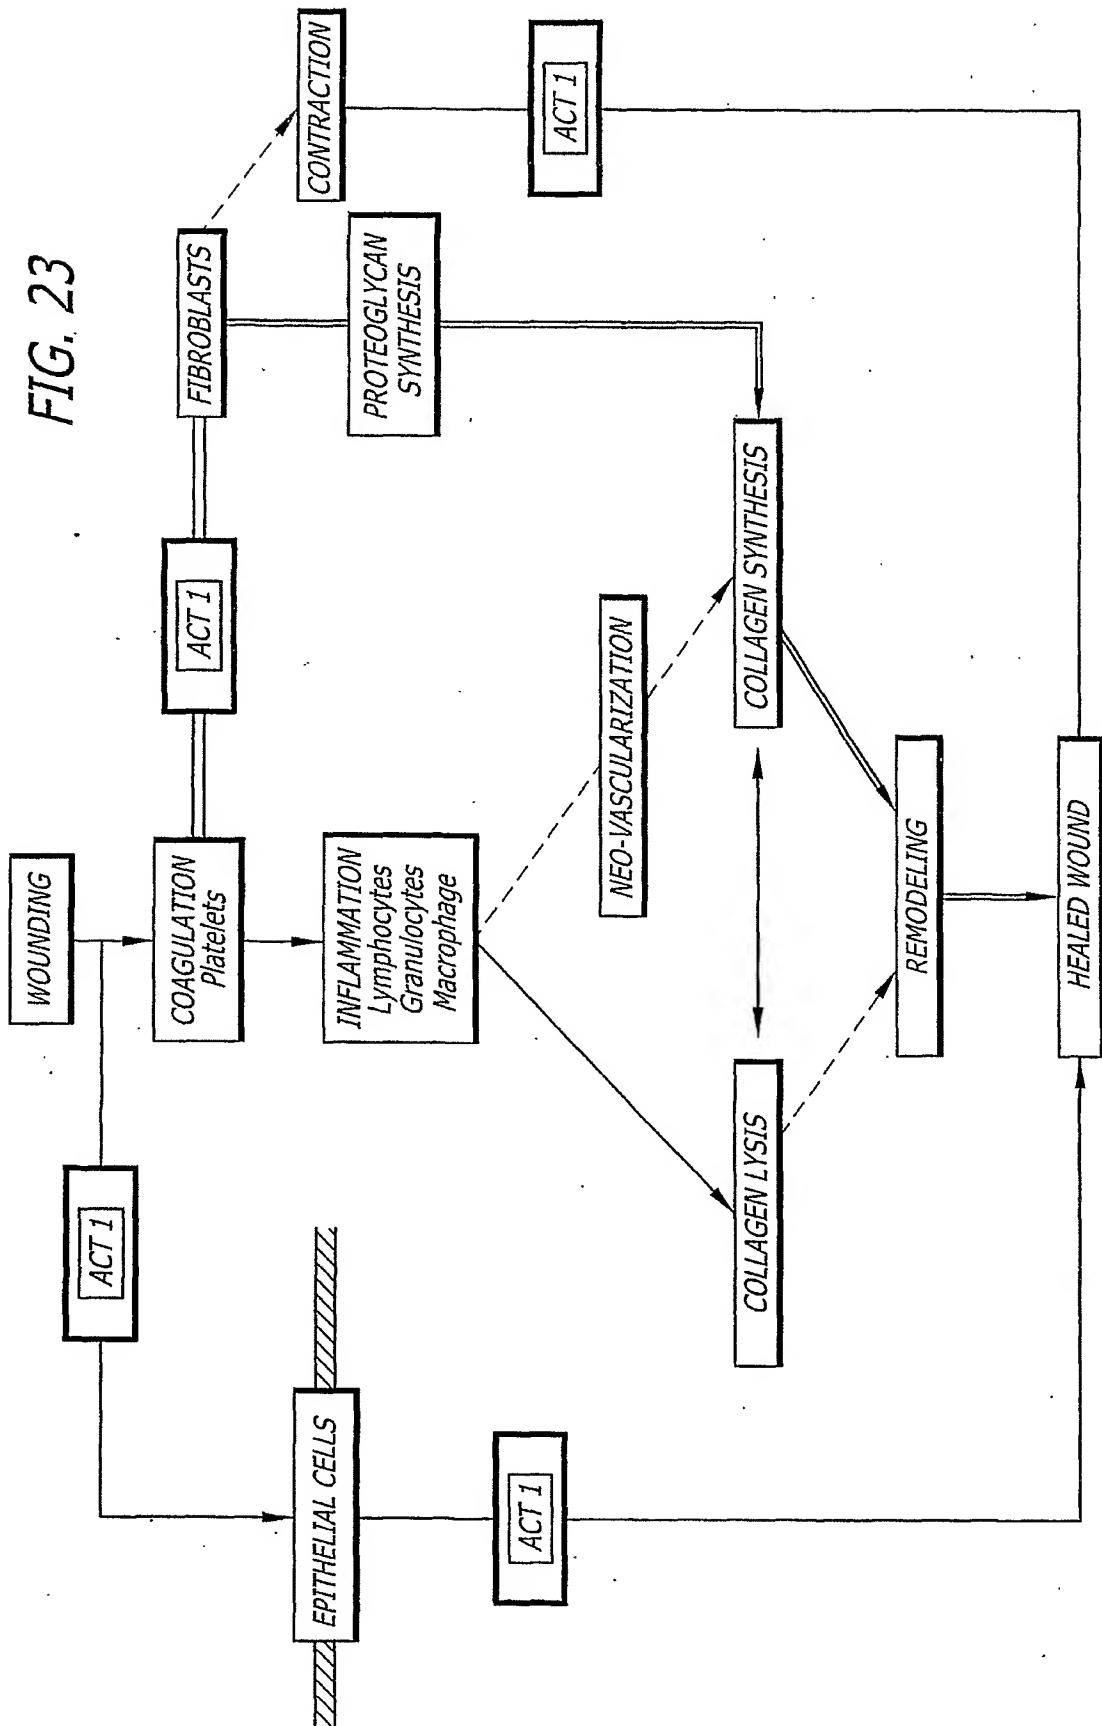 FIG. 23
WOUNDING
ACT 1
COAGULATION
Platelets
ACT 1
FIBROBLASTS
EPITHELIAL CELLS
INFLAMMATION
Lymphocytes
Granulocytes
Macrophage
PROTEOGLYCAN
SYNTHESIS
CONTRACTION
ACT 1
ACT 1
NEO-VASCULARIZATION
COLLAGEN LYSIS
COLLAGEN SYNTHESIS
REMODELING
HEALED WOUND